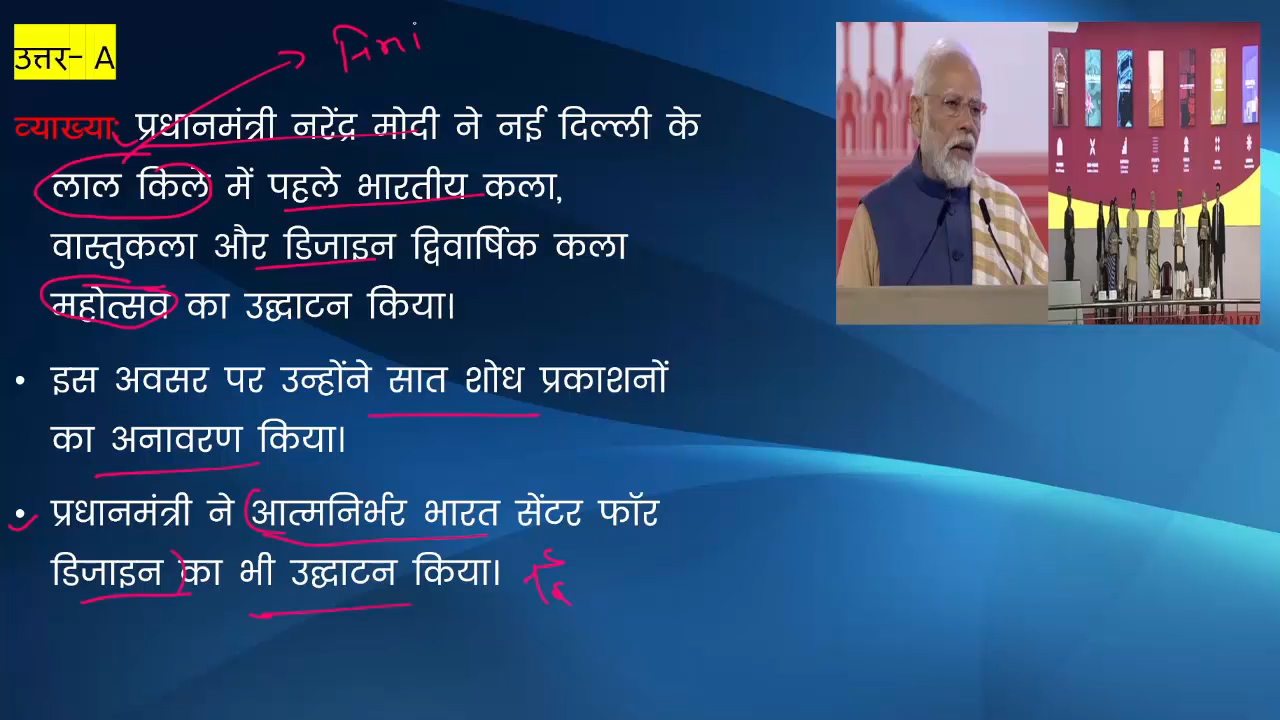 उत्तर- A
व्याख्याः प्रधानमंत्री नरेंद्र मोदी ने नई दिल्ली के
लाल किले में पहले भारतीय कला,
वास्तुकला और डिजाइन द्विवार्षिक कला
महोत्सव का उद्घाटन किया।
• इस अवसर पर उन्होंने सात शोध प्रकाशनों
का अनावरण किया।
• प्रधानमंत्री ने आत्मनिर्भर भारत सेंटर फॉर
डिजाइन का भी उद्घाटन किया।